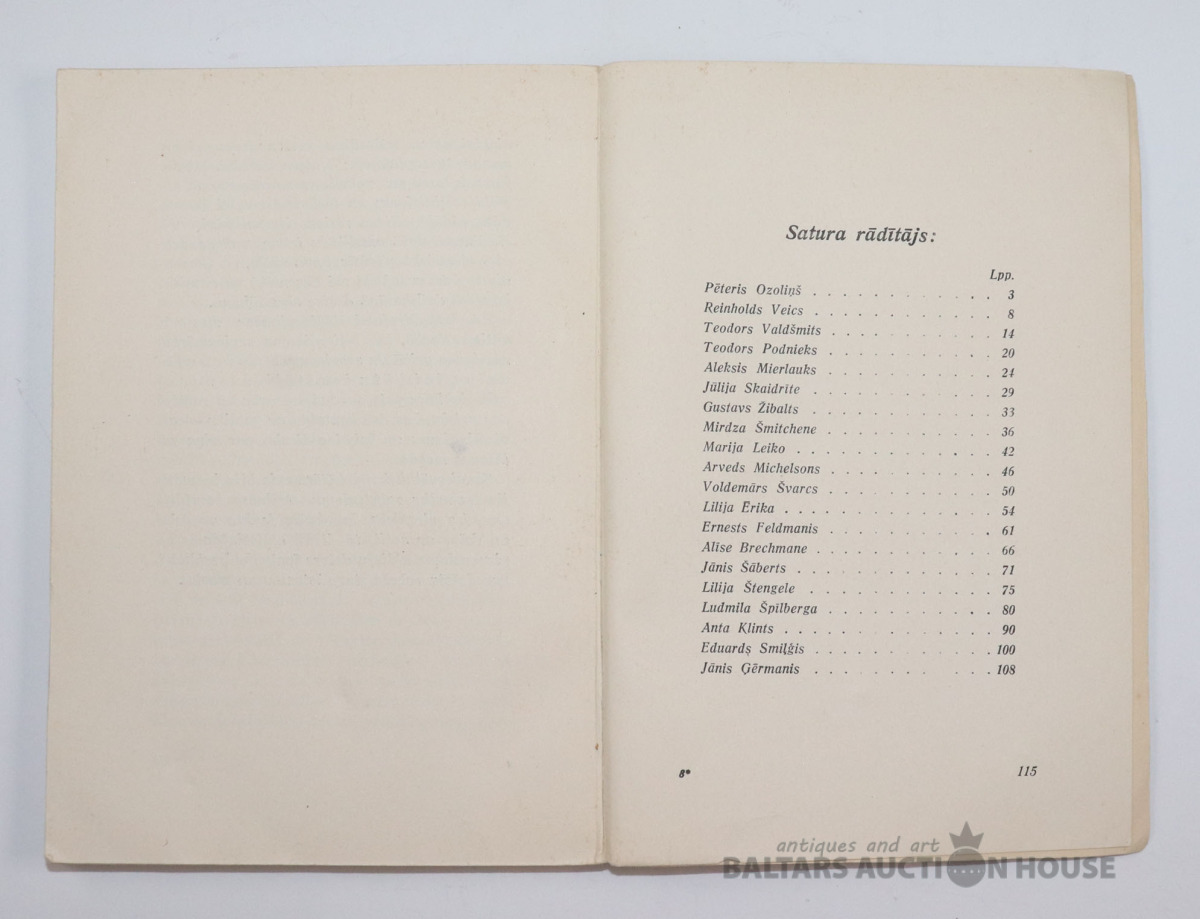 Satura rādītājs:
Lpp.
Pēteris Ozoliņš . . . . . . . . . . . . 3
Reinholds Veics . . . . . . . . . . . . 8
Teodors Valdšmits . . . . . . . . . . . 14
Teodors Podnieks . . . . . . . . . . . 20
Aleksis Mierlauks . . . . . . . . . . . 24
Jūlija Skaidrīte . . . . . . . . . . . . 29
Gustavs Žibalts . . . . . . . . . . . . 33
Mirdza Šmitchene . . . . . . . . . . . 36
Marija Leiko . . . . . . . . . . . . . 42
Arveds Michelsons . . . . . . . . . . . 46
Voldemārs Švarcs . . . . . . . . . . . 50
Lilija Ērika . . . . . . . . . . . . . . 54
Ernests Feldmanis . . . . . . . . . . . 61
Alīse Brechmane . . . . . . . . . . . . 66
Jānis Šāberts . . . . . . . . . . . . . 71
Lilija Štengele . . . . . . . . . . . . 75
Ludmila Špīlberga . . . . . . . . . . . 80
Anta Klints . . . . . . . . . . . . . . 90
Eduards Smiļģis . . . . . . . . . . . . 100
Jānis Ģērmanis . . . . . . . . . . . 108
8*
115
antiques and art
BALTARS AUCTION HOUSE